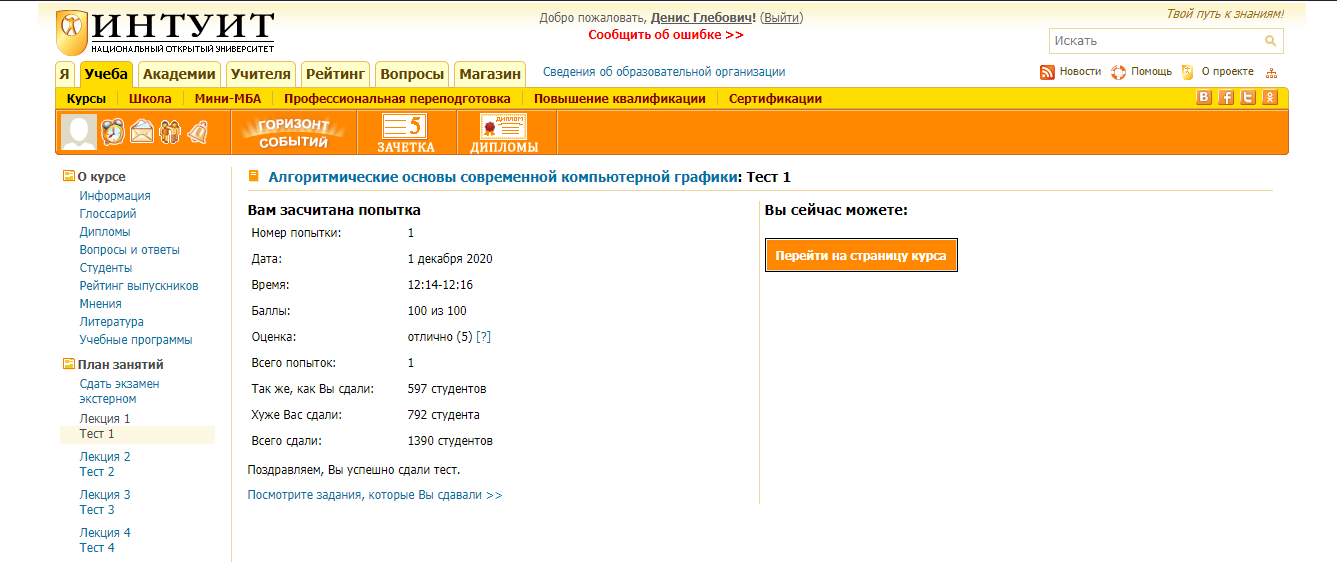 ИНТУИТ
НАЦИОНАЛЬНЫЙ ОТКРЫТЫЙ УНИВЕРСИТЕТ
Добро пожаловать, Денис Глебович! (Выйти)
Сообщить об ошибке >>
Твой путь к знаниям!
Искать
Я Учеба Академии Учителя Рейтинг Вопросы Магазин Сведения об образовательной организации Новости Помощь О проекте
Курсы Школа Мини-МБА Профессиональная переподготовка Повышение квалификации Сертификации
ГОРИЗОНТ
СОБЫТИЙ
5
ЗАЧЕТКА
ДИПЛОМ
ДИПЛОМЫ
О курсе
Информация
Глоссарий
Дипломы
Вопросы и ответы
Студенты
Рейтинг выпускников
Мнения
Литература
Учебные программы
План занятий
Сдать экзамен
экстерном
Лекция 1
Тест 1
Лекция 2
Тест 2
Лекция 3
Тест 3
Лекция 4
Тест 4
Алгоритмические основы современной компьютерной графики: Тест 1
Вам засчитана попытка
Номер попытки: 1
Дата: 1 декабря 2020
Время: 12:14-12:16
Баллы: 100 из 100
Оценка: отлично (5) [?]
Всего попыток: 1
Так же, как Вы сдали: 597 студентов
Хуже Вас сдали: 792 студента
Всего сдали: 1390 студентов
Поздравляем, Вы успешно сдали тест.
Посмотрите задания, которые Вы сдавали >>
Вы сейчас можете:
Перейти на страницу курса